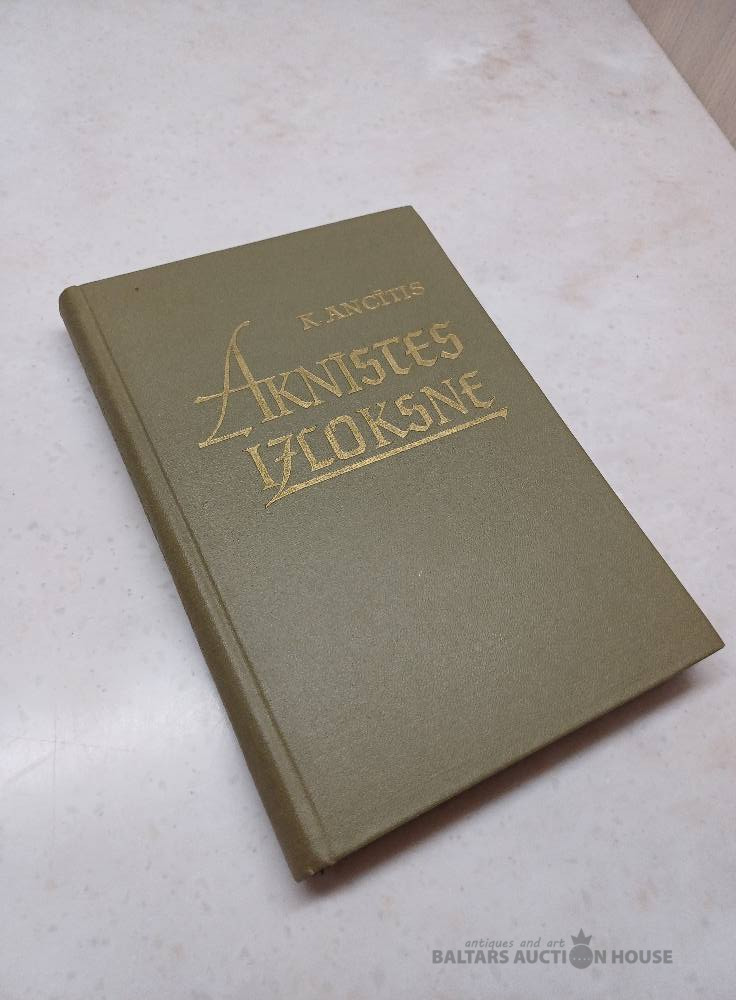 K. ANCĪTIS
AKNĪSTES
IZLOKSNE
antiques and art
BALTARS AUCTION HOUSE